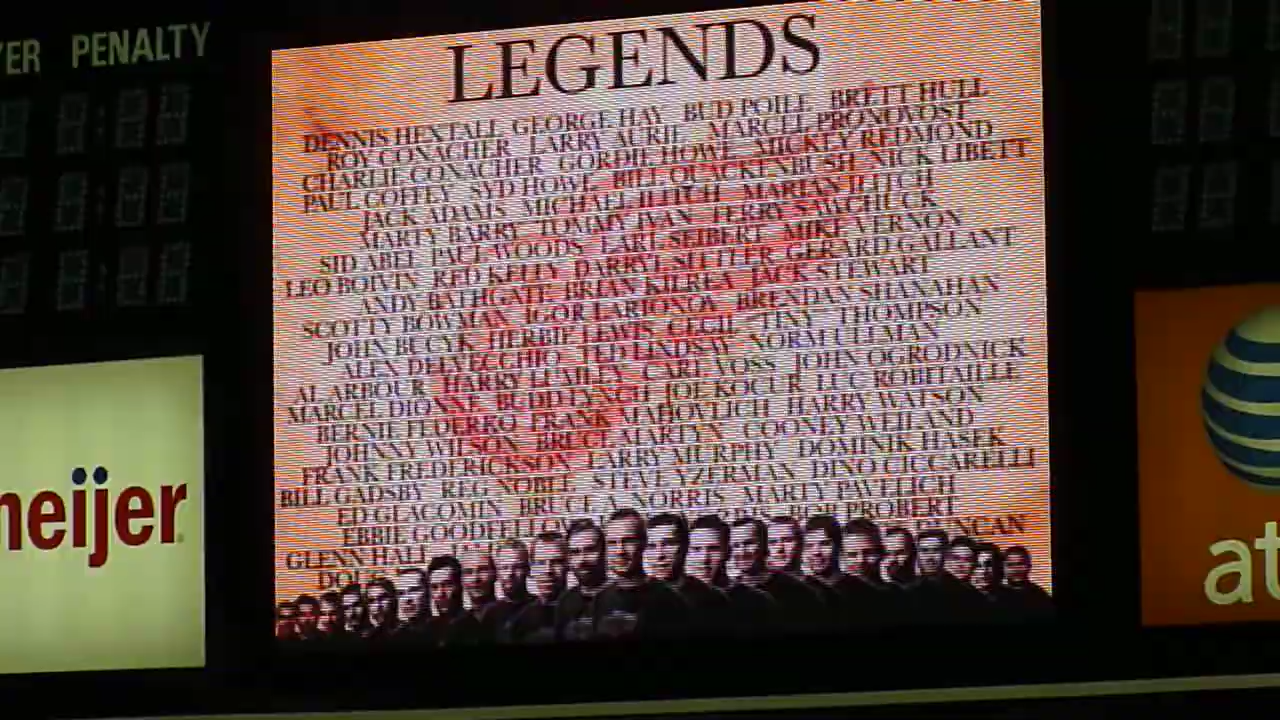 ER PENALTY
LEGENDS
DENNIS HEXTALL GEORGE HAY BUD POILE BRETT HULL
ROY CONACHER LARRY AURIE MARCEL PRONOVOST
CHARLIE CONACHER GORDIE HOWE MICKEY REDMOND
PAUL COFFEY SYD HOWE BILL QUACKENBUSH NICK LIBETT
JACK ADAMS MICHAEL ILITCH MARIAN ILITCH
MARTY BARRY TOMMY IVAN TERRY SAWCHUCK
SID ABEL PAUL WOODS EARL SEIBERT MIKE VERNON
LEO BOIVIN RED KELLY DARRYL SITTLER GERARD GALLANT
ANDY BATHGATE BRIAN KILREA JACK STEWART
SCOTTY BOWMAN IGOR LARIONOV BRENDAN SHANAHAN
JOHN BUCYK HERBIE LEWIS CECIL "TINY" THOMPSON
ALEX DELVECCHIO TED LINDSAY NORM ULLMAN
AL ARBOUR HARRY LUMLEY CARL VOSS JOHN OGRODNICK
MARCEL DIONNE BUDD LYNCH JOE KOCUR LUC ROBITAILLE
BERNIE FEDERKO FRANK MAHOVLICH HARRY WATSON
JOHNNY WILSON BRUCE MARTYN COONEY WEILAND
FRANK FREDERICKSON LARRY MURPHY DOMINIK HASEK
BILL GADSBY REG NOBLE STEVE YZERMAN DINO CICCARELLI
ED GIACOMIN BRUCE A. NORRIS MARTY PAVELICH
EBBIE GOODFELLOW BOB PROBERT
GLENN HALL DUNCAN
DOUG
meijer
at